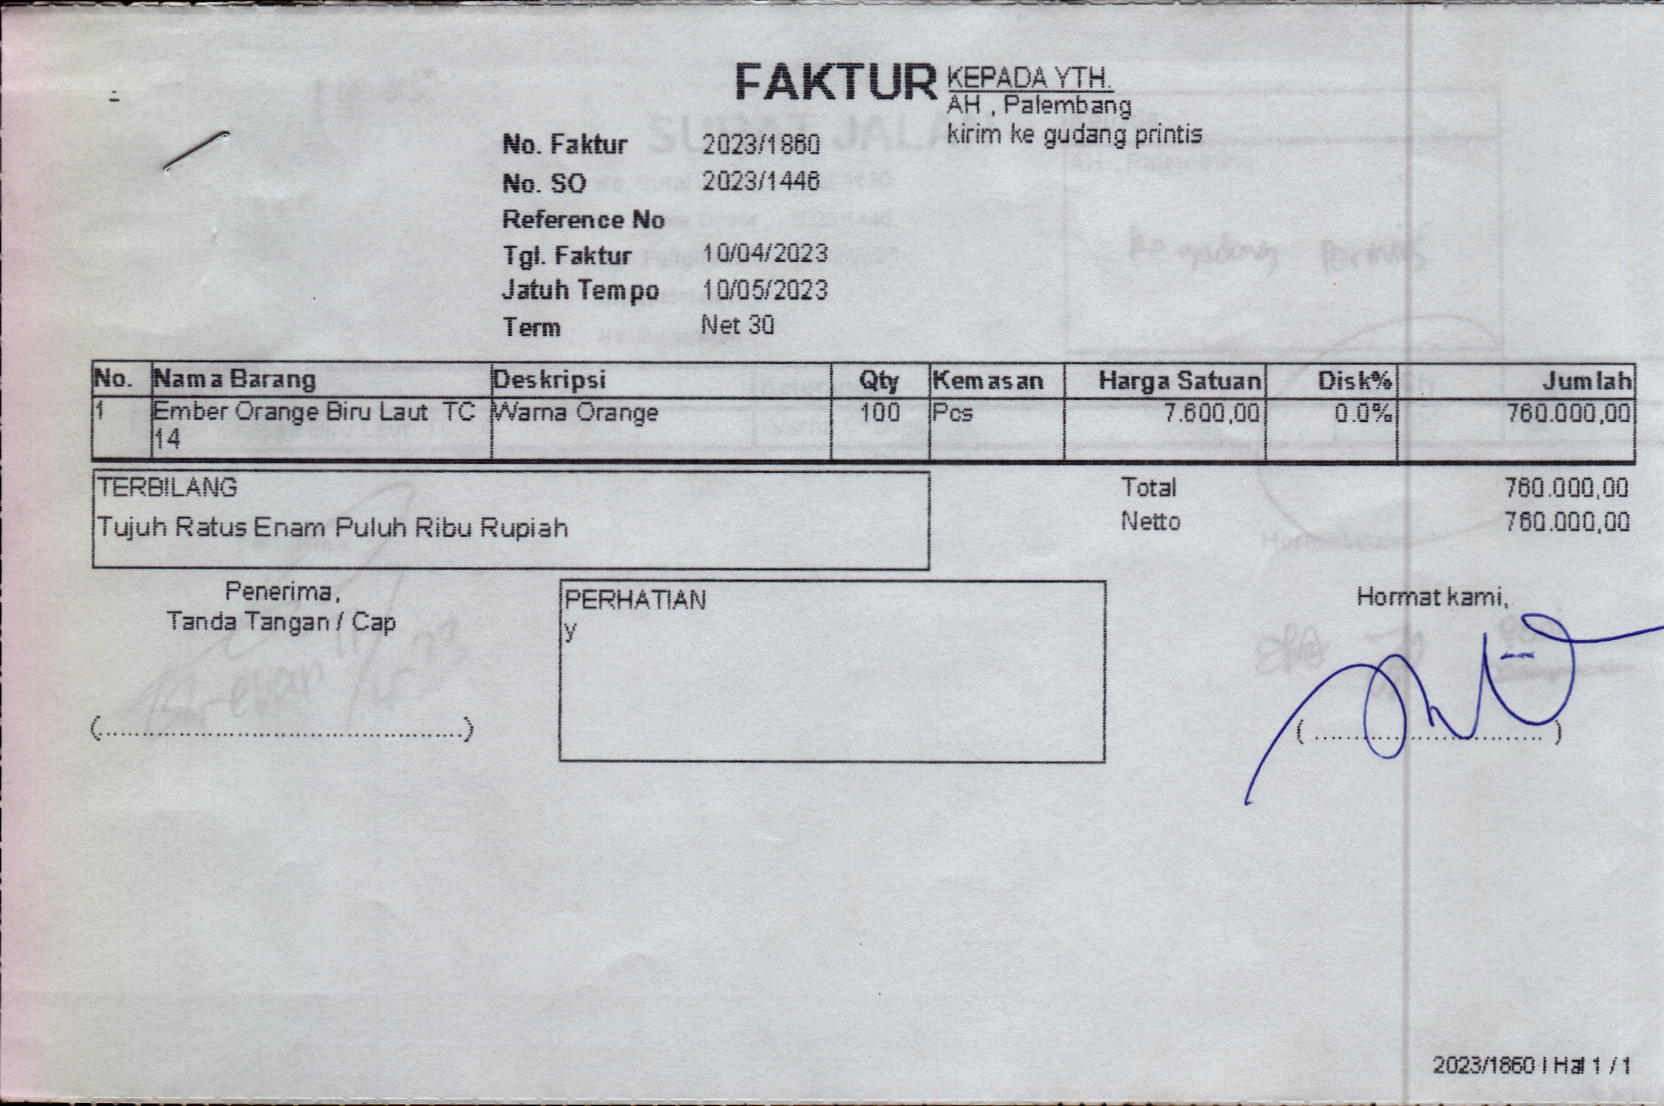 FAKTUR
KEPADA YTH.
AH , Palembang
kirim ke gudang printis
No. Faktur 2023/1860
No. SO 2023/1446
Reference No
Tgl. Faktur 10/04/2023
Jatuh Tempo 10/05/2023
Term Net 30
No. Nama Barang Deskripsi Qty Kemasan Harga Satuan Disk% Jumlah
1 Ember Orange Biru Laut TC Warna Orange 100 Pcs 7.600,00 0.0% 760.000,00
14
TERBILANG
Tujuh Ratus Enam Puluh Ribu Rupiah
Total 760.000,00
Netto 760.000,00
Penerima,
Tanda Tangan / Cap
(....................................................)
PERHATIAN
y
Hormat kami,
( ................................. )
2023/1860 | Hal 1 / 1